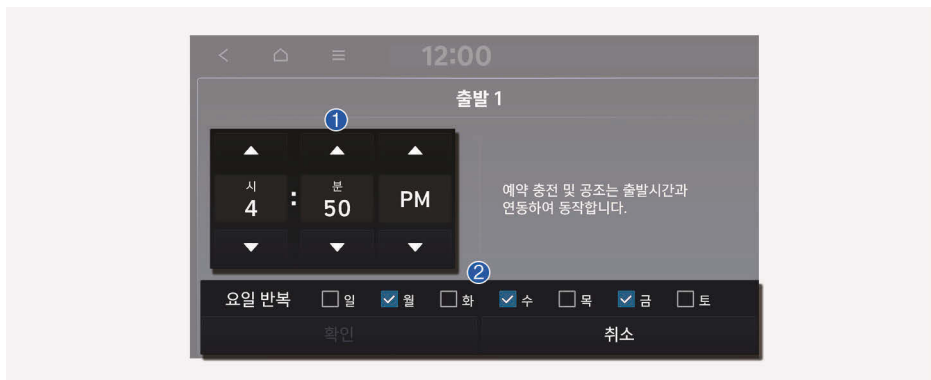 12:00
출발 1
1
시 분
4 : 50 PM
예약 충전 및 공조는 출발시간과
연동하여 동작합니다.
2
요일 반복 일 월 화 수 목 금 토
확인 취소